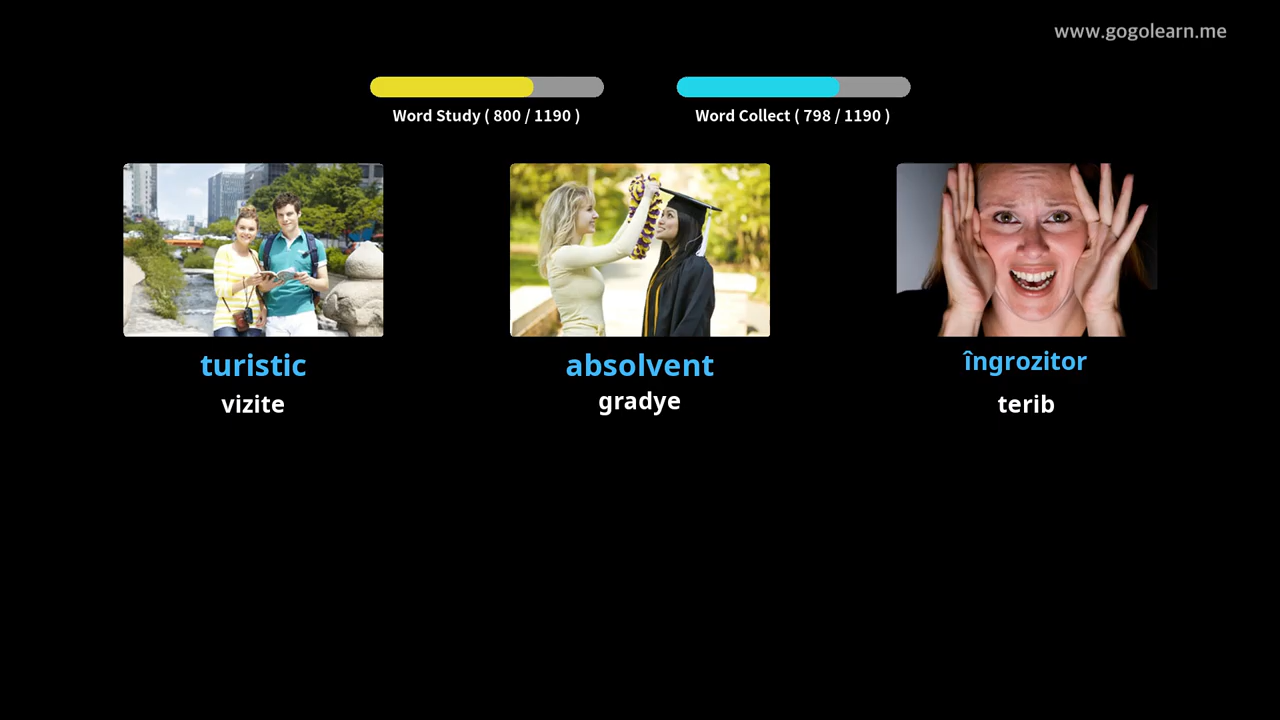 www.gogolearn.me
Word Study ( 800 / 1190 )
Word Collect ( 798 / 1190 )
turistic
vizite
absolvent
gradye
îngrozitor
terib